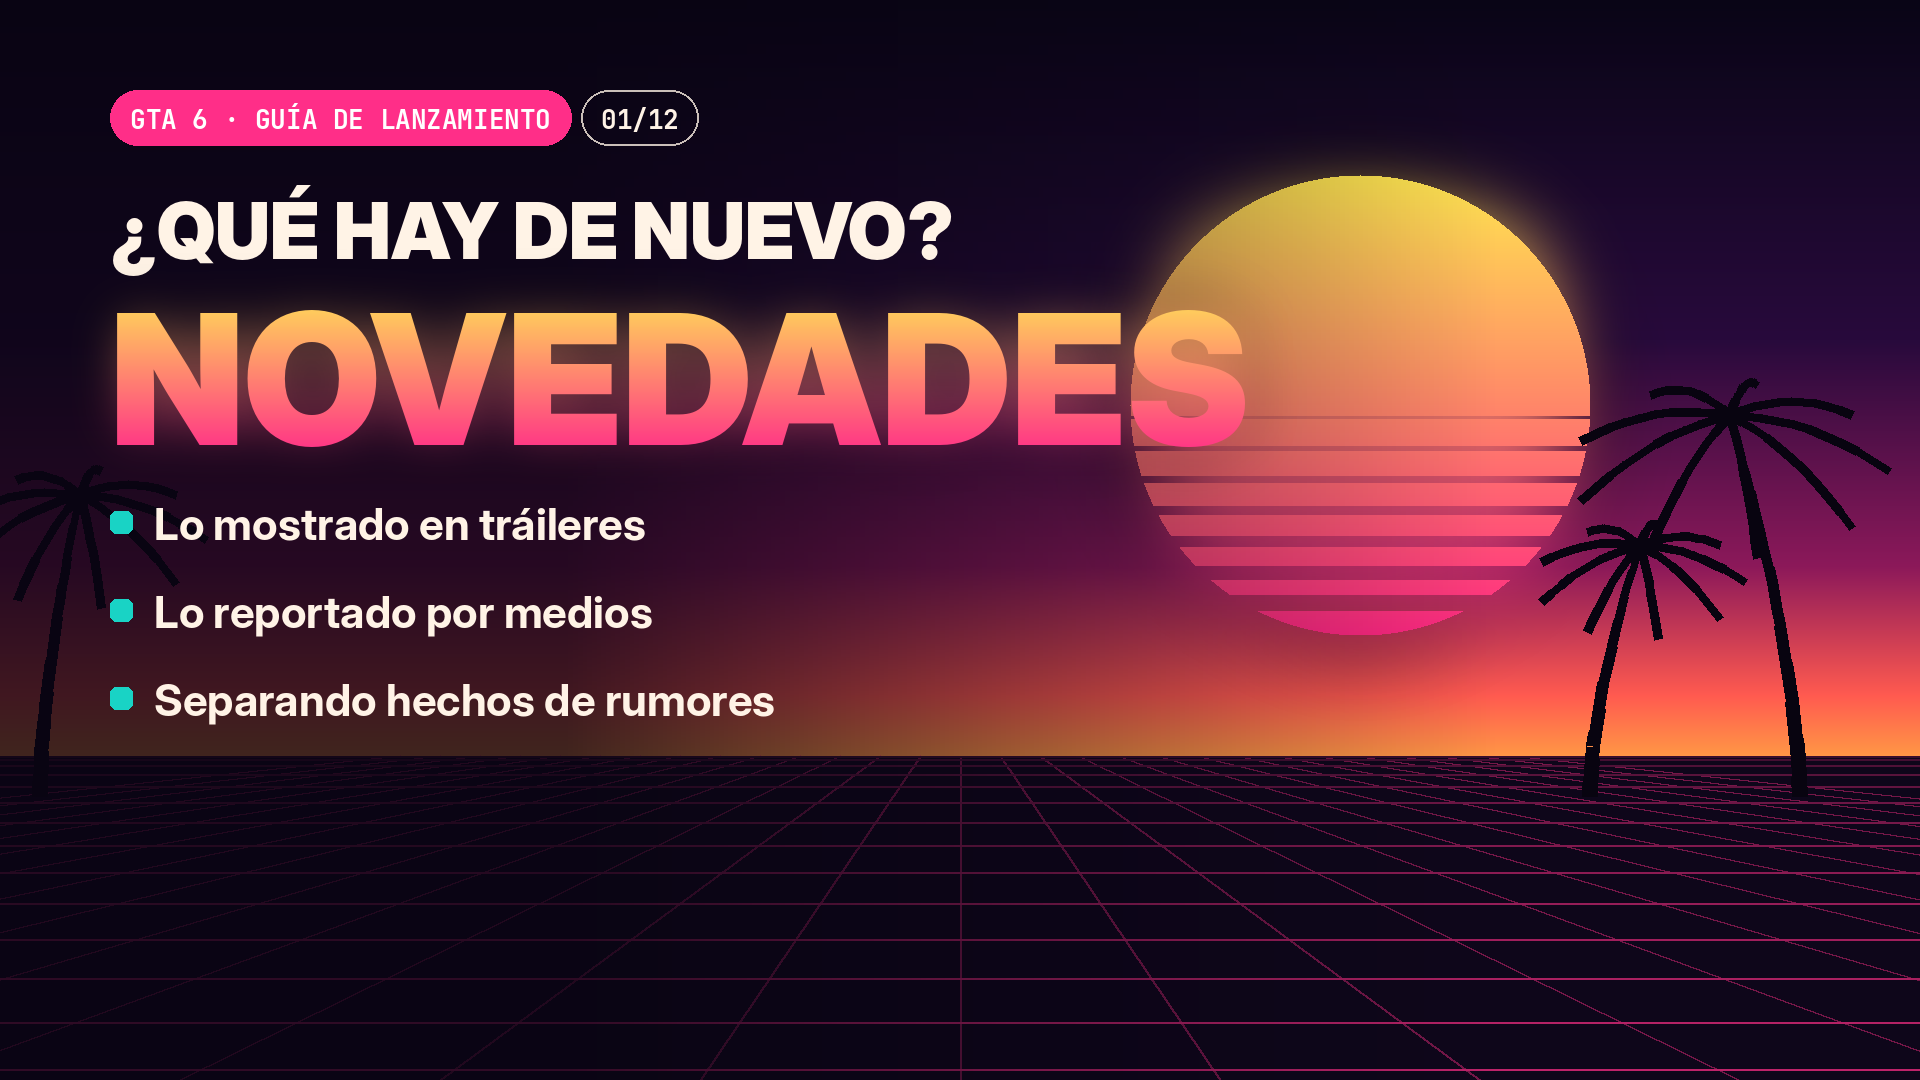 GTA 6 · GUÍA DE LANZAMIENTO 01/12
¿QUÉ HAY DE NUEVO?
NOVEDADES
Lo mostrado en tráileres
Lo reportado por medios
Separando hechos de rumores